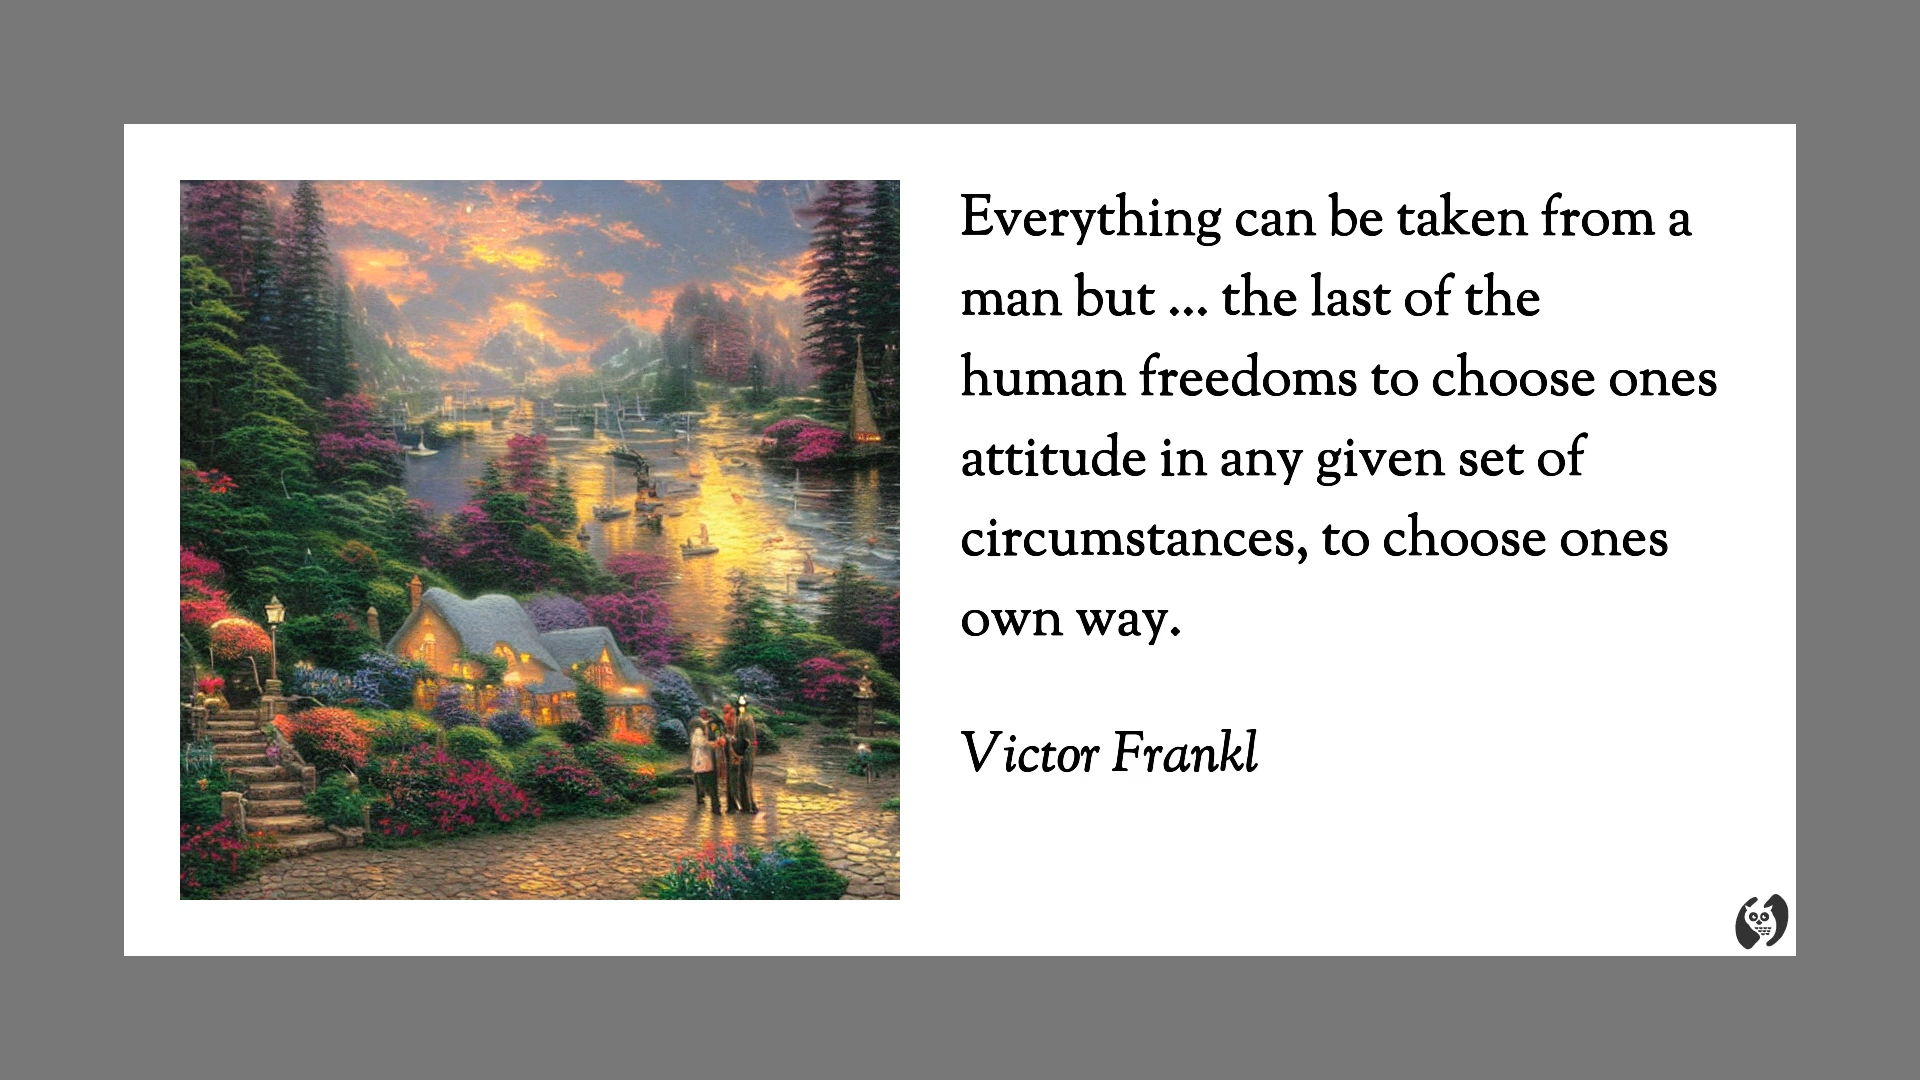 Everything can be taken from a
man but ... the last of the
human freedoms to choose ones
attitude in any given set of
circumstances, to choose ones
own way.
Victor Frankl